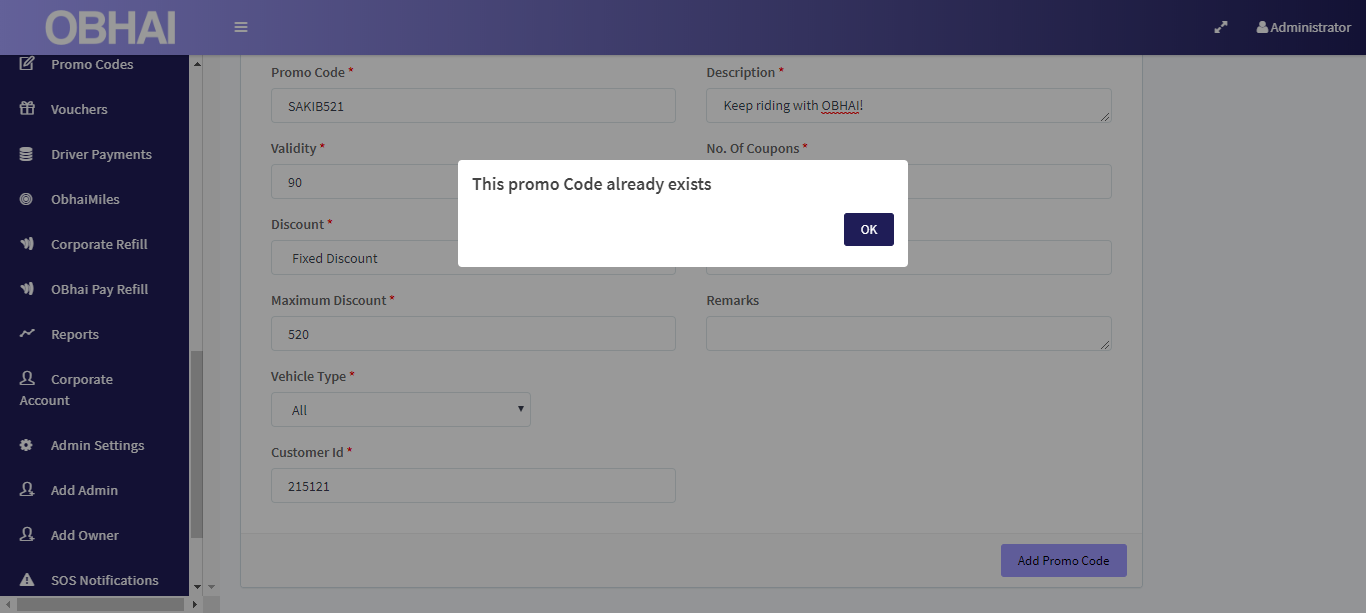 OBHAI
Administrator
Promo Codes
Vouchers
Driver Payments
ObhaiMiles
Corporate Refill
OBhai Pay Refill
Reports
Corporate
Account
Admin Settings
Add Admin
Add Owner
SOS Notifications
Promo Code *
SAKIB521
Description *
Keep riding with OBHAI!
Validity *
90
No. Of Coupons *
This promo Code already exists
OK
Discount *
Fixed Discount
Maximum Discount *
520
Remarks
Vehicle Type *
All
Customer Id *
215121
Add Promo Code